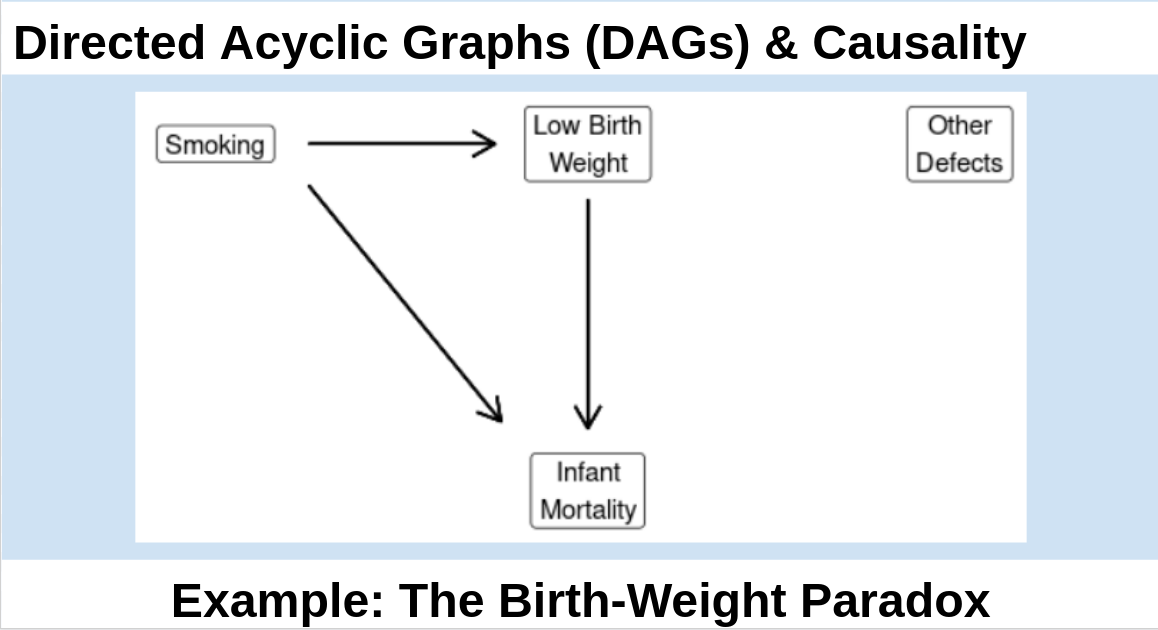 Directed Acyclic Graphs (DAGs) & Causality
Smoking
Low Birth
Weight
Other
Defects
Infant
Mortality
Example: The Birth-Weight Paradox